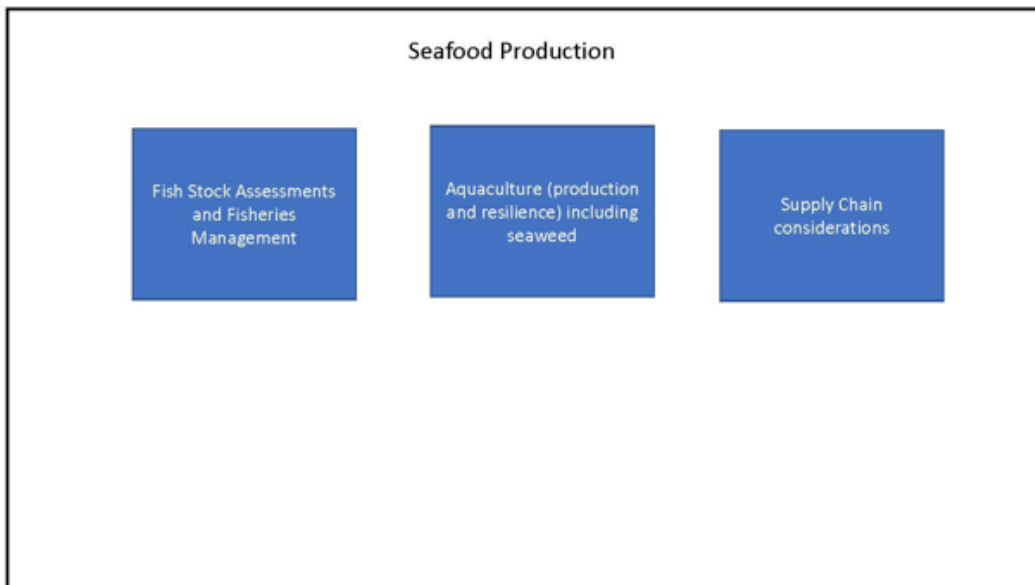 Seafood Production
Fish Stock Assessments
and Fisheries
Management
Aquaculture (production
and resilience) including
seaweed
Supply Chain
considerations